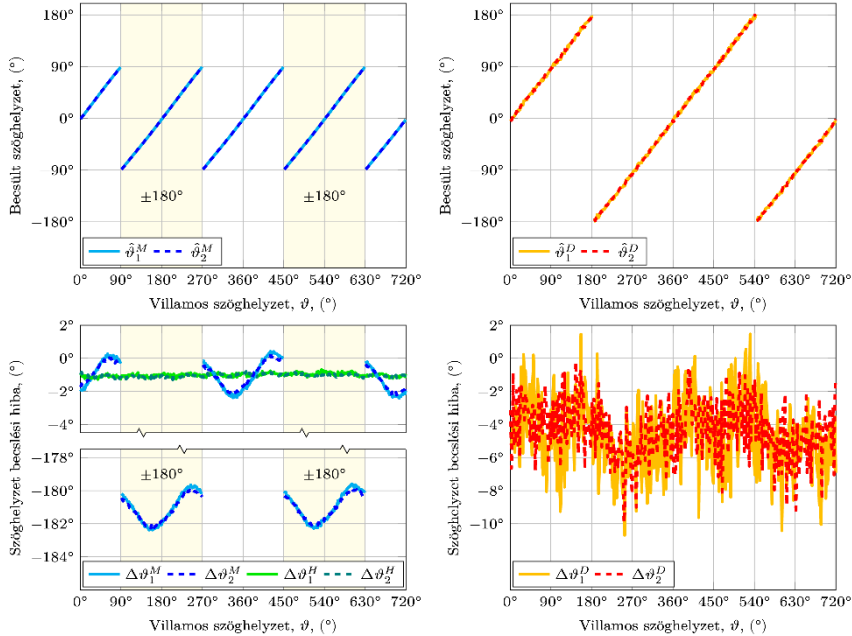 180°
90°
0°
90°
−180°
Becsült szöghelyzet, (°)
±180°
±180°
ϑ̂₁ᴹ ϑ̂₂ᴹ
0° 90° 180° 270° 360° 450° 540° 630° 720°
Villamos szöghelyzet, ϑ, (°)
180°
90°
0°
90°
−180°
Becsült szöghelyzet, (°)
ϑ̂₁ᴰ ϑ̂₂ᴰ
0° 90° 180° 270° 360° 450° 540° 630° 720°
Villamos szöghelyzet, ϑ, (°)
2°
0°
−2°
−4°
−178°
−180°
−182°
−184°
Szöghelyzet becslési hiba, (°)
±180°
±180°
Δϑ₁ᴹ Δϑ₂ᴹ Δϑ₁ᴴ Δϑ₂ᴴ
0° 90° 180° 270° 360° 450° 540° 630° 720°
Villamos szöghelyzet, ϑ, (°)
2°
0°
−2°
−4°
−6°
−8°
−10°
Szöghelyzet becslési hiba, (°)
Δϑ₁ᴰ Δϑ₂ᴰ
0° 90° 180° 270° 360° 450° 540° 630° 720°
Villamos szöghelyzet, ϑ, (°)